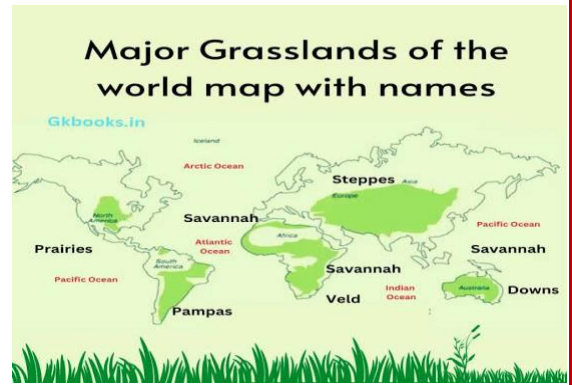 Major Grasslands of the
world map with names
Gkbooks.in
Iceland
Arctic Ocean
Steppes
Asia
Europe
North
America
Savannah
Africa
Pacific Ocean
Prairies
Atlantic
Ocean
Savannah
South
America
Savannah
Pacific Ocean
Indian
Ocean
Australia
Downs
Veld
Pampas